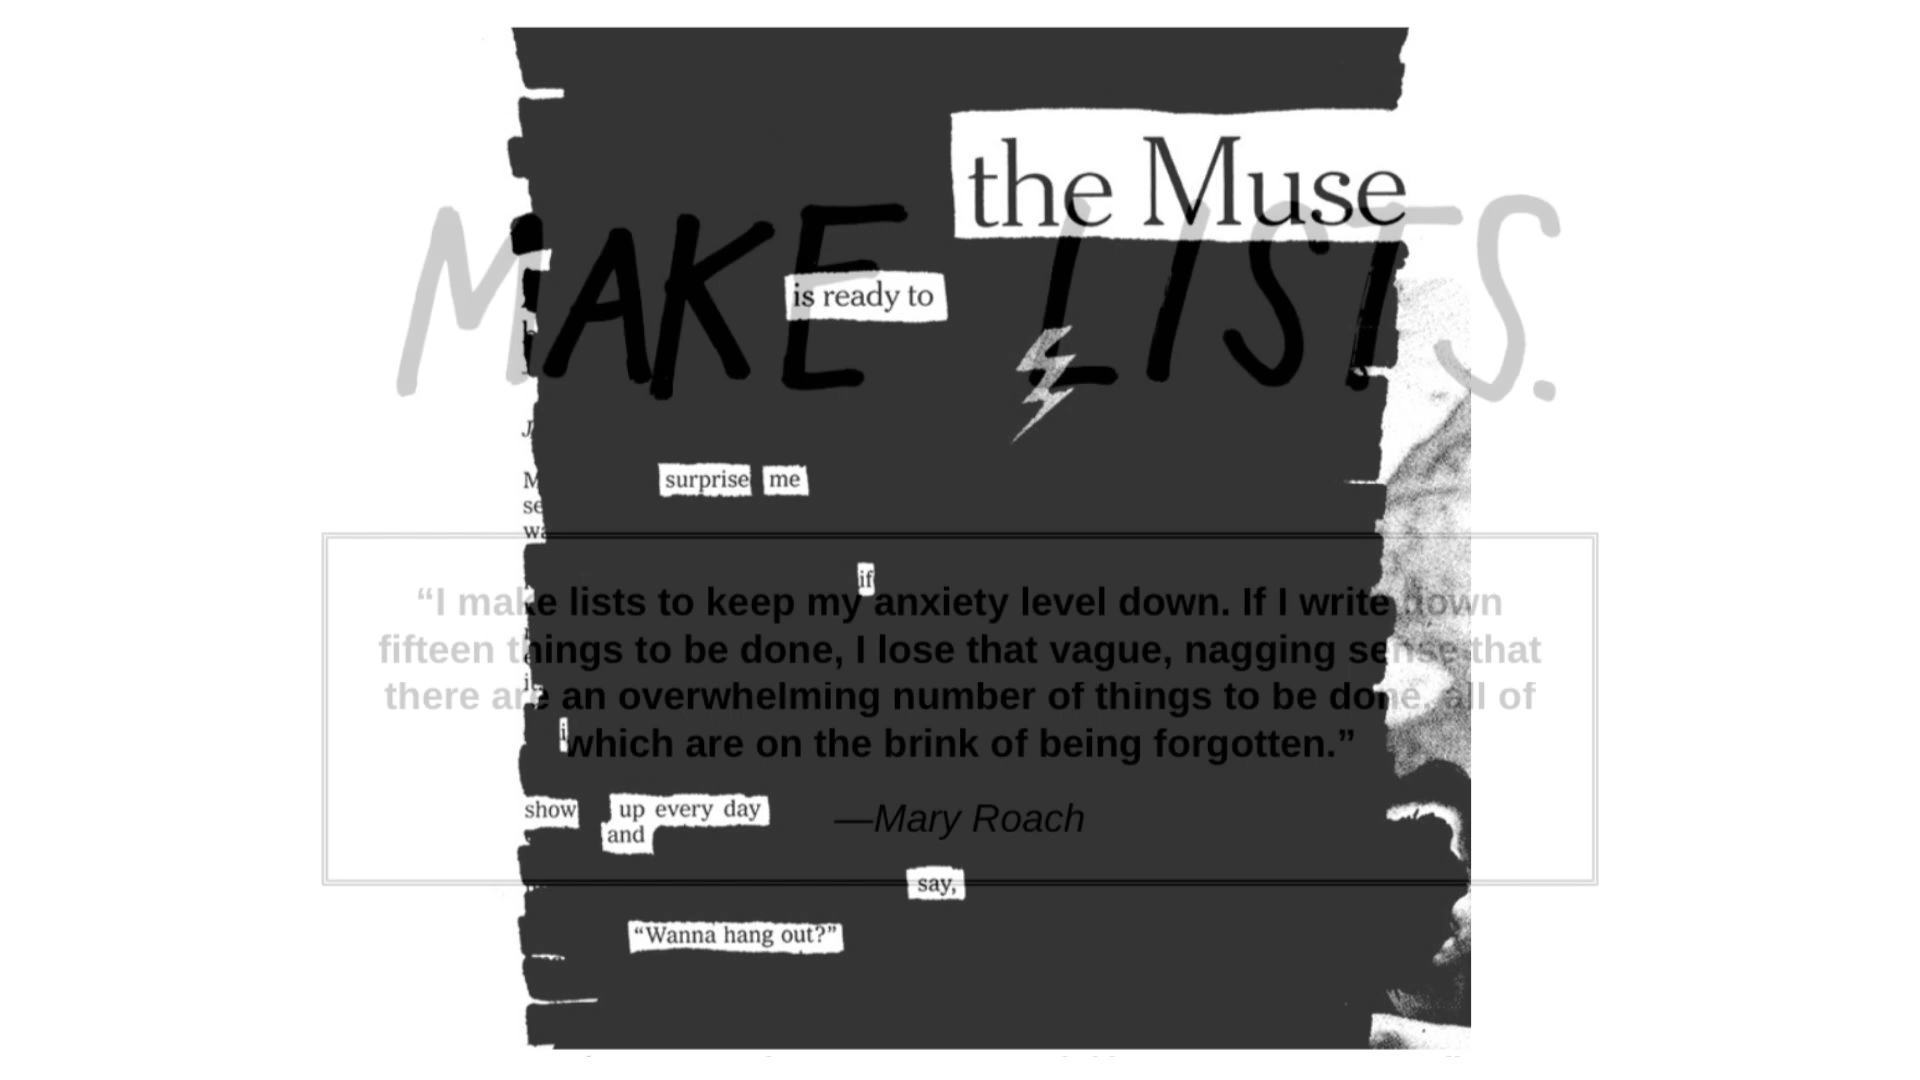 the Muse
MAKE LISTS.
is ready to
surprise me
if
“I make lists to keep my anxiety level down. If I write down
fifteen things to be done, I lose that vague, nagging sense that
there are an overwhelming number of things to be done, all of
which are on the brink of being forgotten.”
i
show up every day
and
—Mary Roach
say,
“Wanna hang out?”